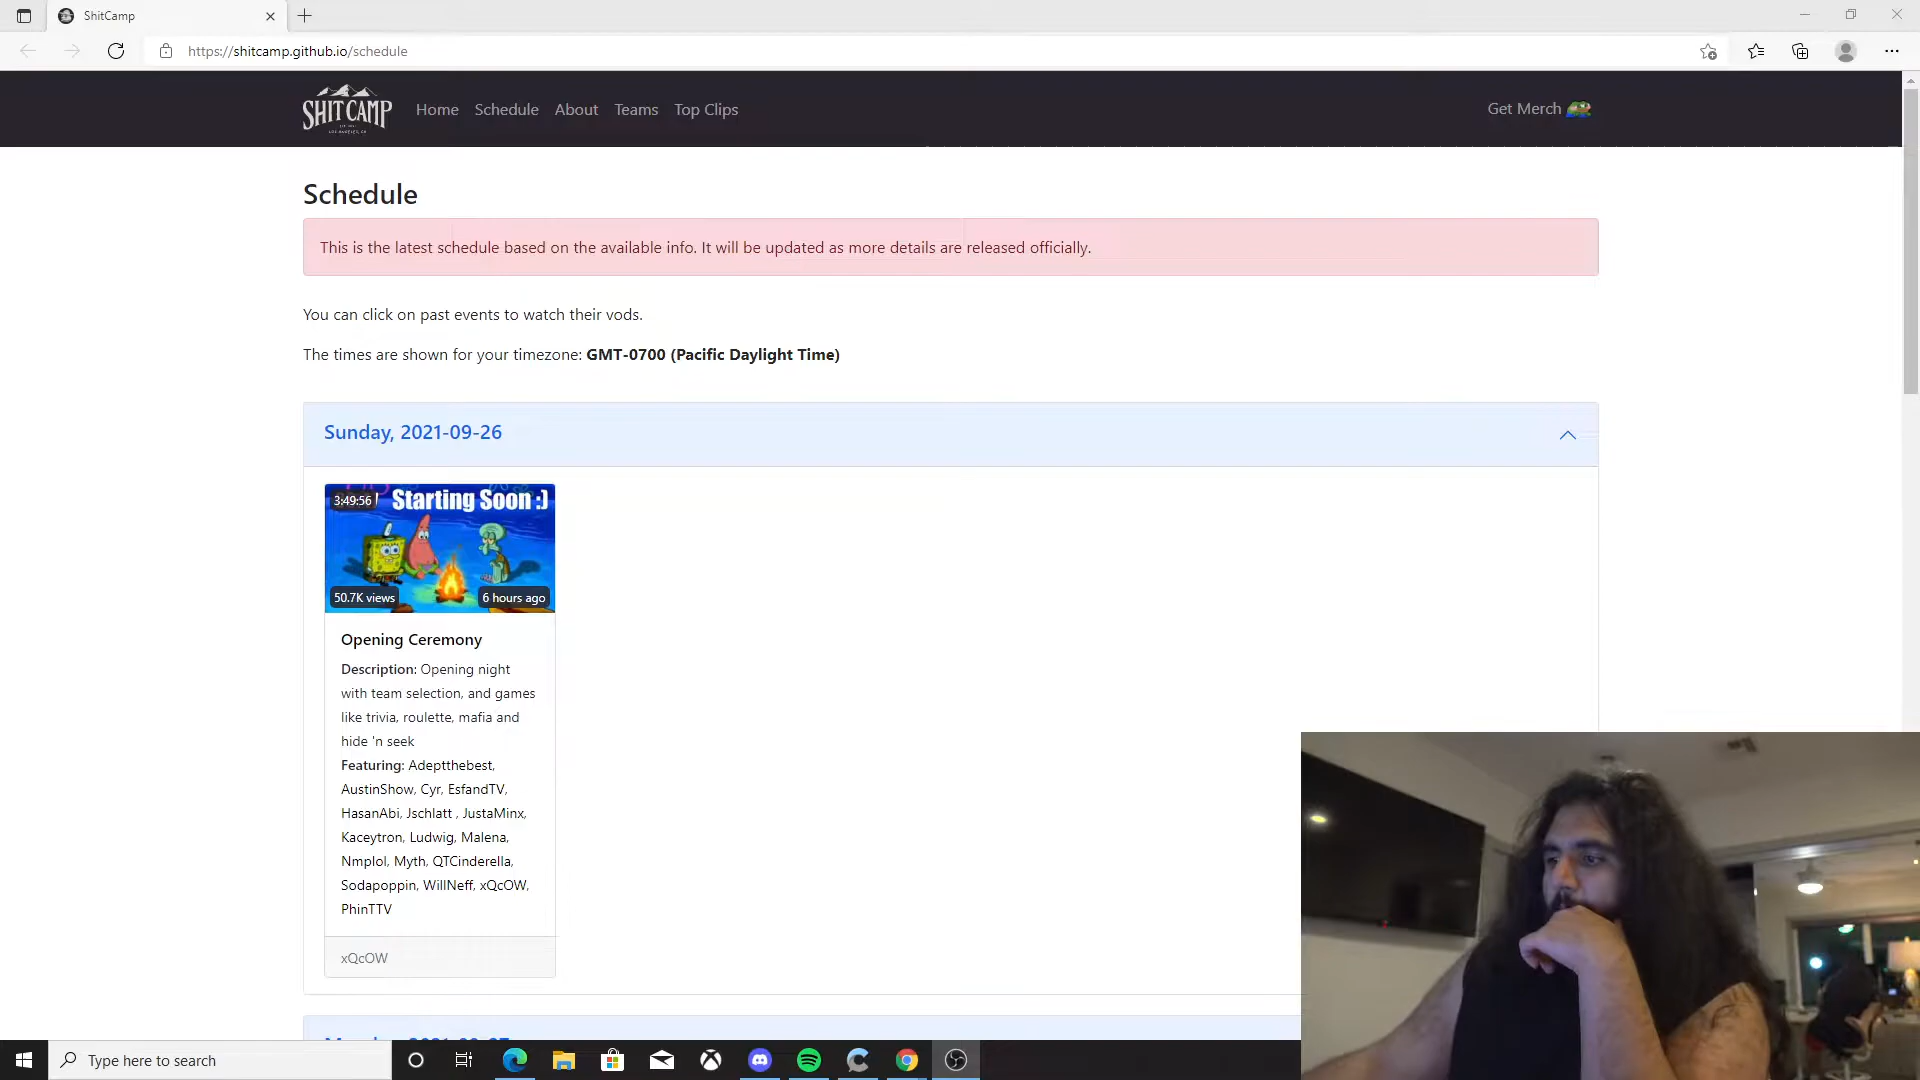 ShitCamp
https://shitcamp.github.io/schedule
SHIT CAMP
Home
Schedule
About
Teams
Top Clips
Get Merch
Schedule
This is the latest schedule based on the available info. It will be updated as more details are released officially.
You can click on past events to watch their vods.
The times are shown for your timezone: GMT-0700 (Pacific Daylight Time)
Sunday, 2021-09-26
3:49:56
Starting Soon :)
50.7K views
6 hours ago
Opening Ceremony
Description: Opening night
with team selection, and games
like trivia, roulette, mafia and
hide 'n seek
Featuring: Adeptthebest,
AustinShow, Cyr, EsfandTV,
HasanAbi, Jschlatt , JustaMinx,
Kaceytron, Ludwig, Malena,
Nmplol, Myth, QTCinderella,
Sodapoppin, WillNeff, xQcOW,
PhinTTV
xQcOW
Type here to search